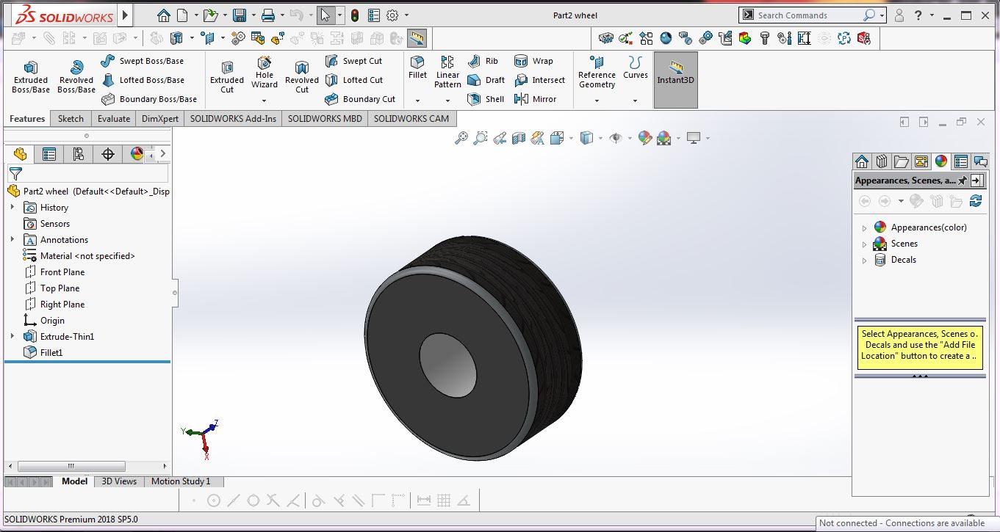 SOLIDWORKS
Part2 wheel
Search Commands
?
Extruded
Boss/Base
Revolved
Boss/Base
Swept Boss/Base
Lofted Boss/Base
Boundary Boss/Base
Extruded
Cut
Hole
Wizard
Revolved
Cut
Swept Cut
Lofted Cut
Boundary Cut
Fillet
Linear
Pattern
Rib
Draft
Shell
Wrap
Intersect
Mirror
Reference
Geometry
Curves
Instant3D
Features
Sketch
Evaluate
DimXpert
SOLIDWORKS Add-Ins
SOLIDWORKS MBD
SOLIDWORKS CAM
Part2 wheel (Default<<Default>_Disp
History
Sensors
A
Annotations
Material <not specified>
Front Plane
Top Plane
Right Plane
Origin
Extrude-Thin1
Fillet1
Appearances, Scenes, a...
Appearances(color)
Scenes
Decals
Select Appearances, Scenes o.
Decals and use the "Add File
Location" button to create a ..
Y
Z
X
Model
3D Views
Motion Study 1
SOLIDWORKS Premium 2018 SP5.0
Not connected - Connections are available